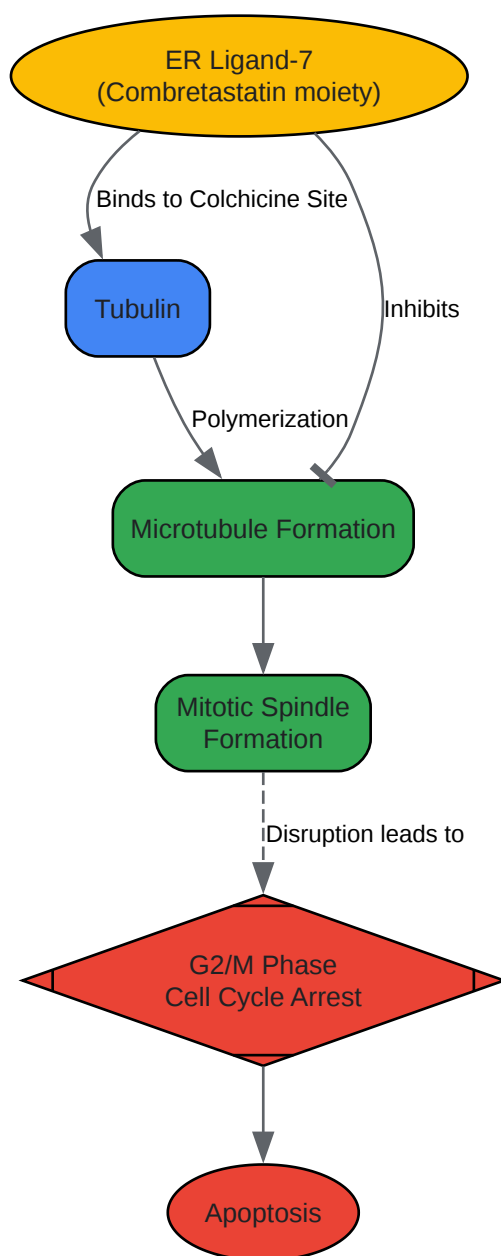 ER Ligand-7
(Combretastatin moiety)
Binds to Colchicine Site
Tubulin
Inhibits
Polymerization
Microtubule Formation
Mitotic Spindle
Formation
Disruption leads to
G2/M Phase
Cell Cycle Arrest
Apoptosis